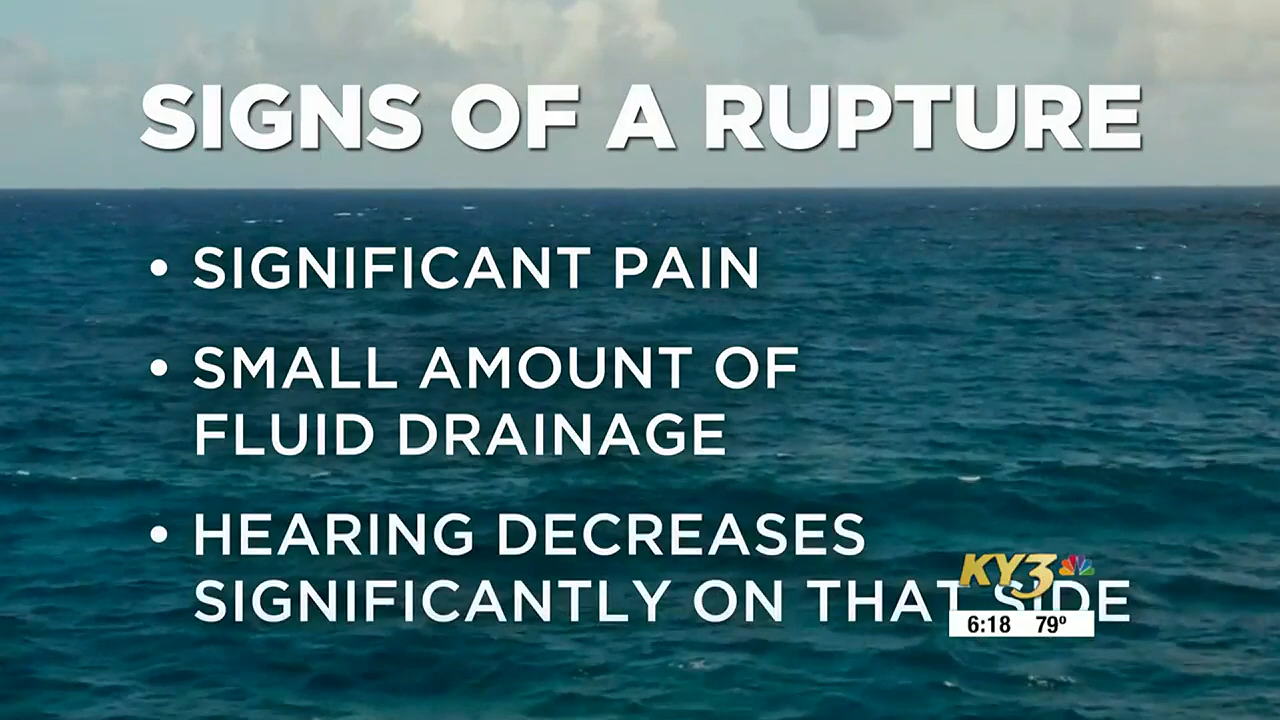 SIGNS OF A RUPTURE
• SIGNIFICANT PAIN
• SMALL AMOUNT OF
FLUID DRAINAGE
• HEARING DECREASES
SIGNIFICANTLY ON THAT SIDE
KY3
6:18 79º